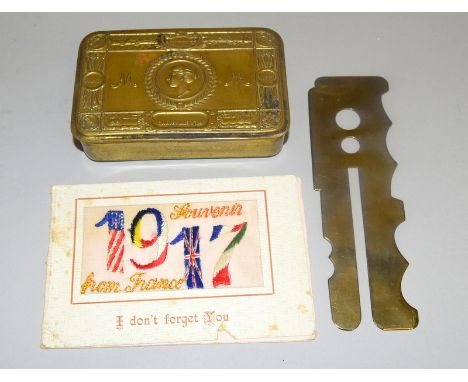 M M
Souvenir
1917
from France
I don't forget You